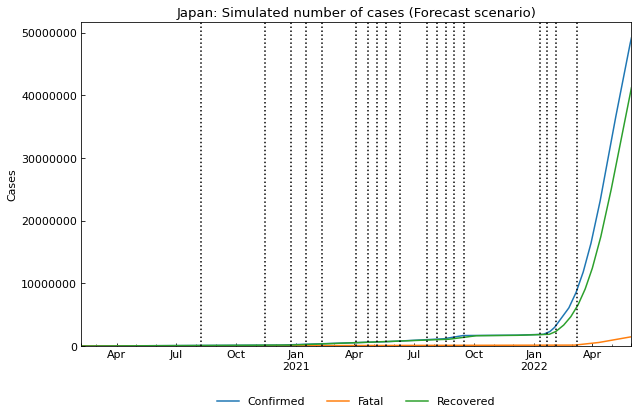 Japan: Simulated number of cases (Forecast scenario)
50000000
40000000
30000000
20000000
10000000
0
Cases
Apr Jul Oct Jan Apr Jul Oct Jan Apr
2021 2022
Confirmed Fatal Recovered